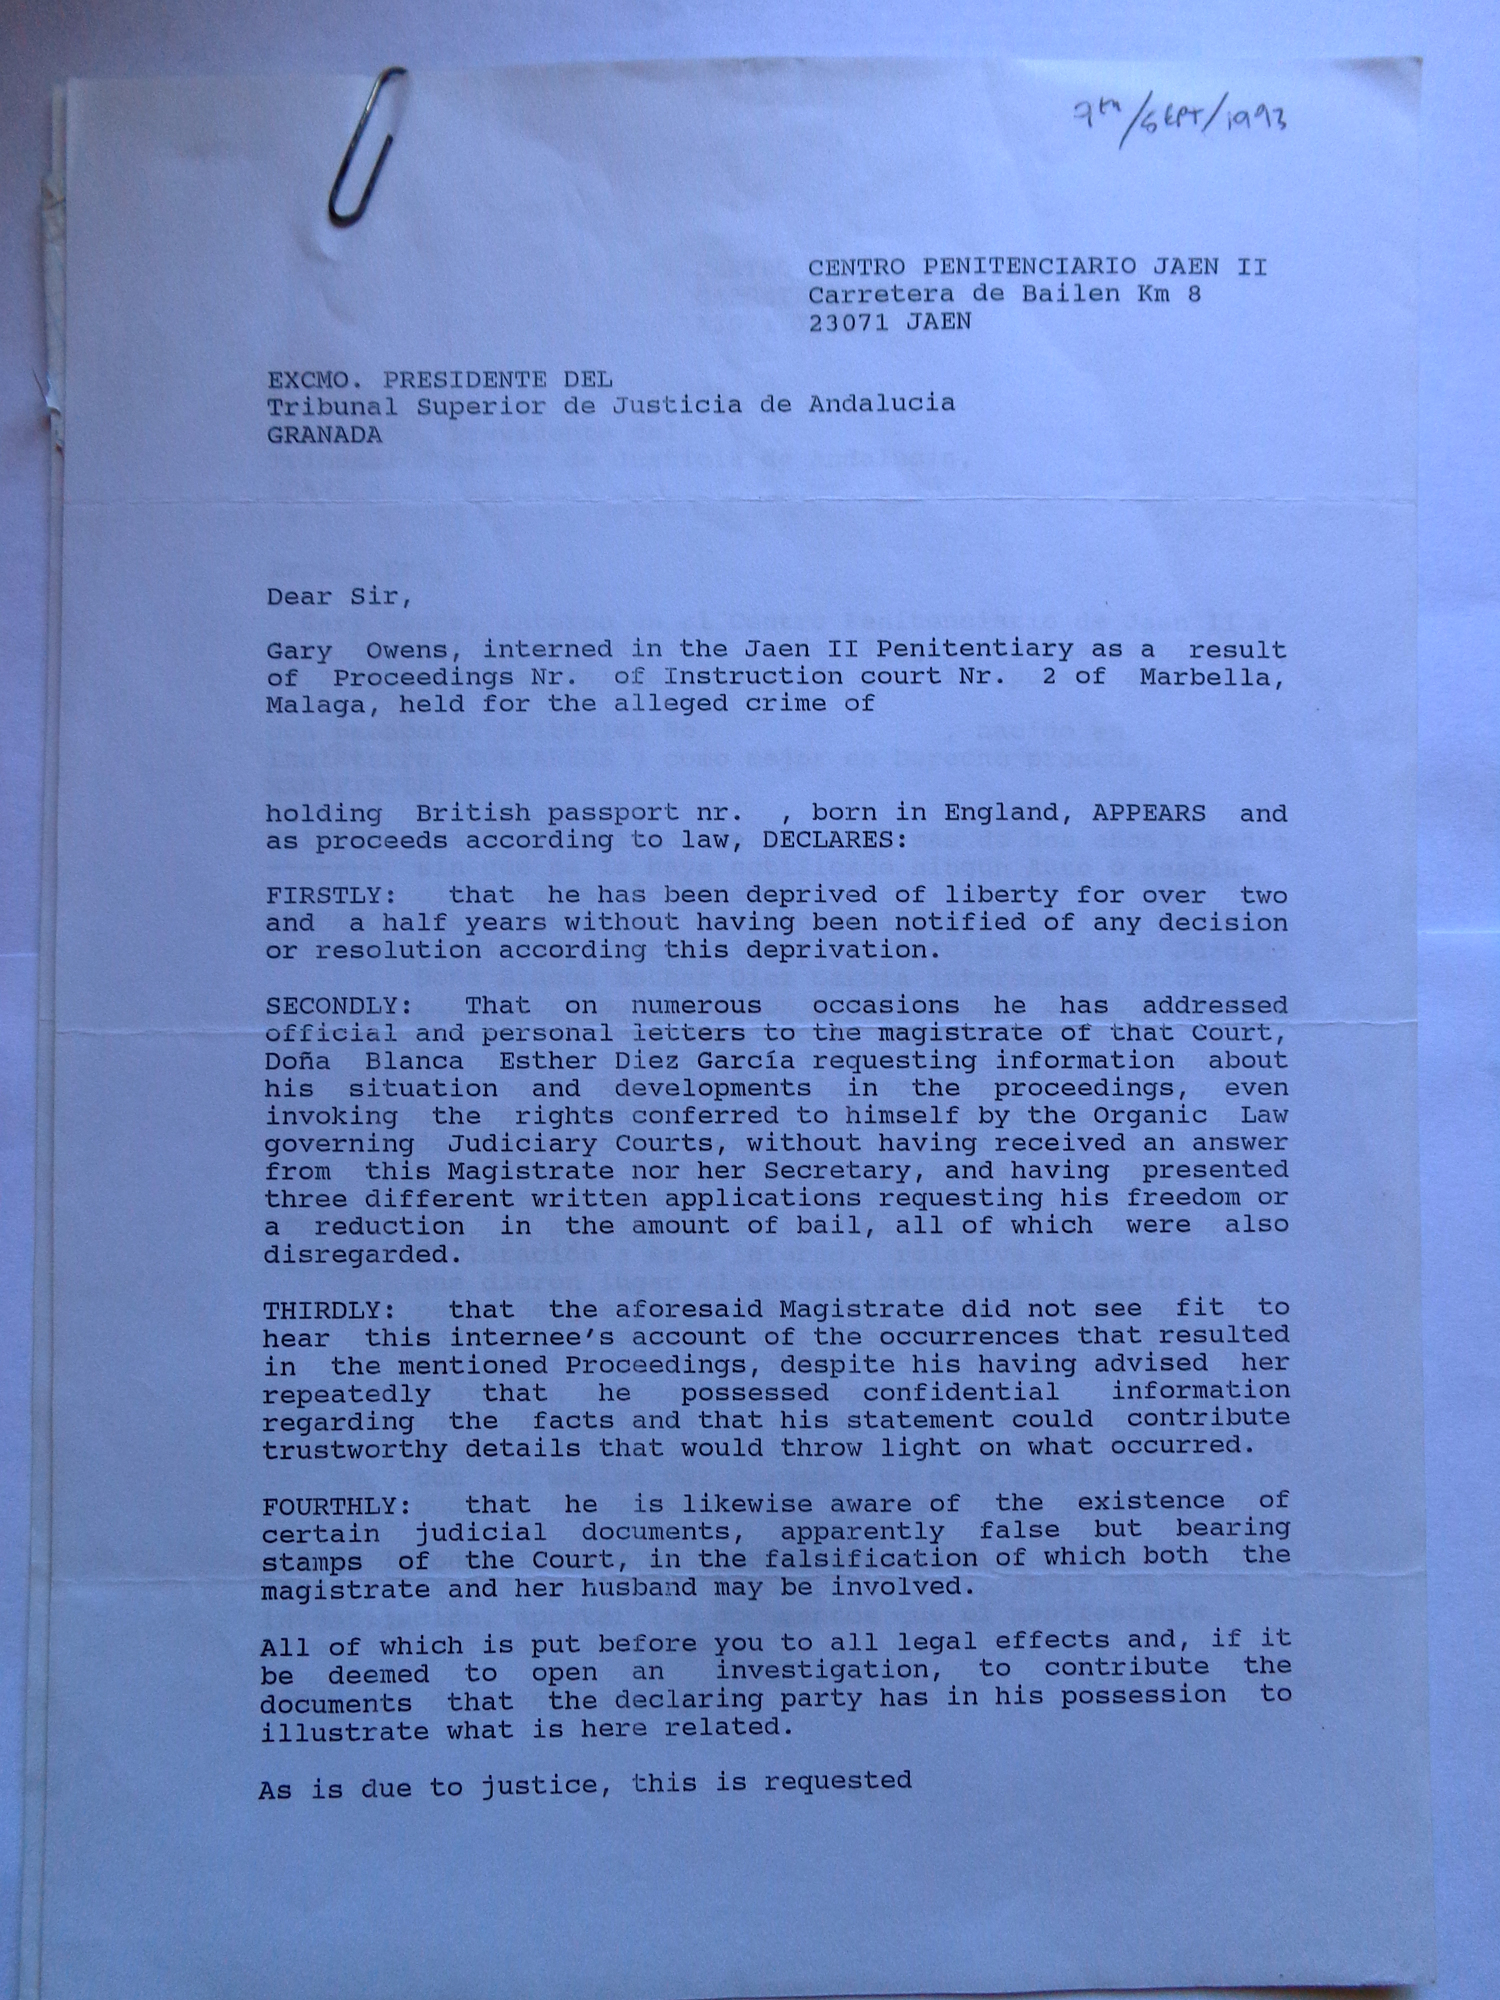 9th/SEPT/1993
CENTRO PENITENCIARIO JAEN II
Carretera de Bailen Km 8
23071 JAEN
EXCMO. PRESIDENTE DEL
Tribunal Superior de Justicia de Andalucia
GRANADA
Dear Sir,
Gary Owens, interned in the Jaen II Penitentiary as a result
of Proceedings Nr. of Instruction court Nr. 2 of Marbella,
Malaga, held for the alleged crime of
holding British passport nr. , born in England, APPEARS and
as proceeds according to law, DECLARES:
FIRSTLY: that he has been deprived of liberty for over two
and a half years without having been notified of any decision
or resolution according this deprivation.
SECONDLY: That on numerous occasions he has addressed
official and personal letters to the magistrate of that Court,
Doña Blanca Esther Diez García requesting information about
his situation and developments in the proceedings, even
invoking the rights conferred to himself by the Organic Law
governing Judiciary Courts, without having received an answer
from this Magistrate nor her Secretary, and having presented
three different written applications requesting his freedom or
a reduction in the amount of bail, all of which were also
disregarded.
THIRDLY: that the aforesaid Magistrate did not see fit to
hear this internee's account of the occurrences that resulted
in the mentioned Proceedings, despite his having advised her
repeatedly that he possessed confidential information
regarding the facts and that his statement could contribute
trustworthy details that would throw light on what occurred.
FOURTHLY: that he is likewise aware of the existence of
certain judicial documents, apparently false but bearing
stamps of the Court, in the falsification of which both the
magistrate and her husband may be involved.
All of which is put before you to all legal effects and, if it
be deemed to open an investigation, to contribute the
documents that the declaring party has in his possession to
illustrate what is here related.
As is due to justice, this is requested